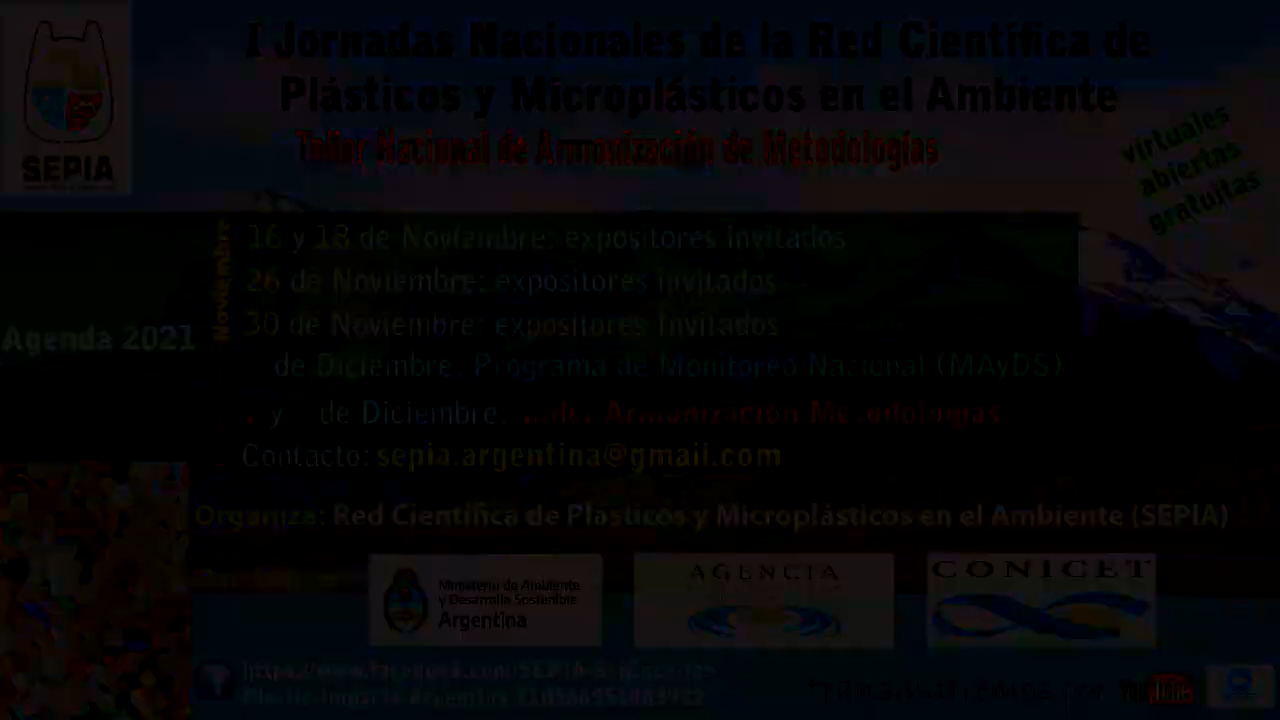 I Jornadas Nacionales de la Red Científica de
Plásticos y Microplásticos en el Ambiente
Taller Nacional de Armonización de Metodologías
virtuales
abiertas
gratuitas
SEPIA
Agenda 2021
Noviembre
16 y 18 de Noviembre: expositores invitados
26 de Noviembre: expositores invitados
30 de Noviembre: expositores invitados
de Diciembre: Programa de Monitoreo Nacional (MAyDS)
y de Diciembre: Armonización Metodologías
Contacto: sepia.argentina@gmail.com
Organiza: Red Científica de Plásticos y Microplásticos en el Ambiente (SEPIA)
Ministerio de Ambiente
y Desarrollo Sostenible
Argentina
AGENCIA
CONICET
YouTube